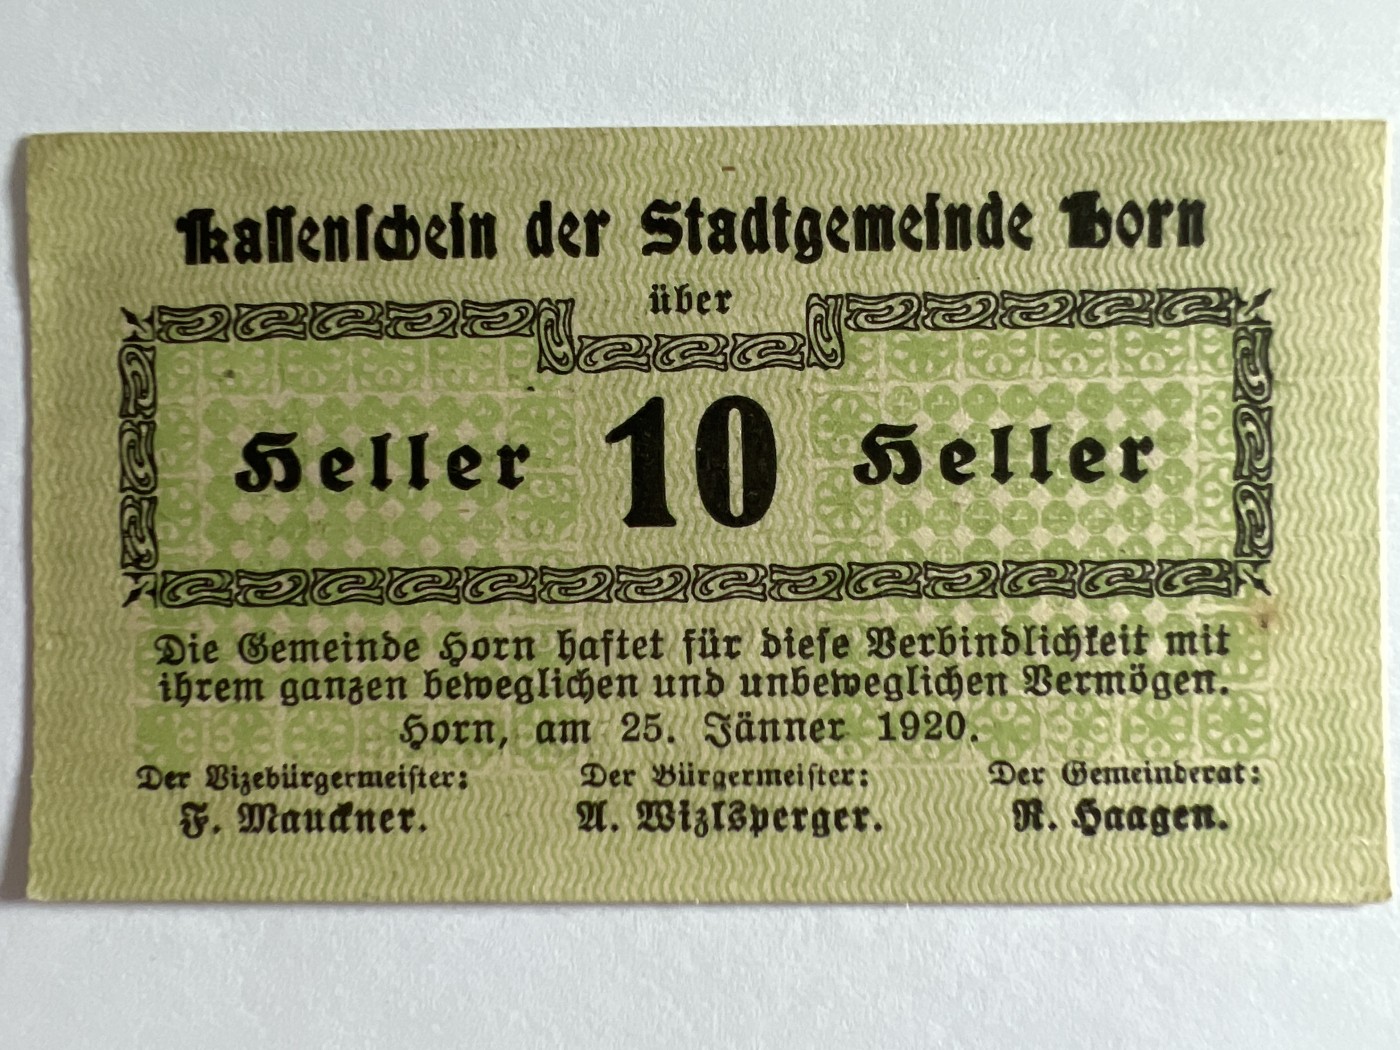 Kassenschein der Stadtgemeinde Horn
über
Heller 10 Heller
Die Gemeinde Horn haftet für diese Verbindlichkeit mit
ihrem ganzen beweglichen und unbeweglichen Vermögen.
Horn, am 25. Jänner 1920.
Der Vizebürgermeister: Der Bürgermeister: Der Gemeinderat:
F. Mauckner. A. Wizlsperger. R. Haagen.